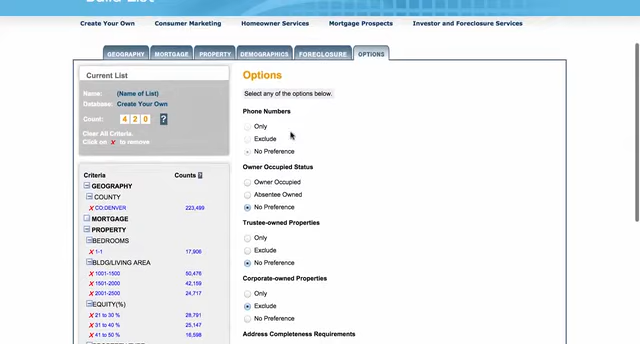 Build List
Create Your Own
Consumer Marketing
Homeowner Services
Mortgage Prospects
Investor and Foreclosure Services
GEOGRAPHY
MORTGAGE
PROPERTY
DEMOGRAPHICS
FORECLOSURE
OPTIONS
Current List
Name: (Name of List)
Database: Create Your Own
Count: 4 2 0 ?
Clear All Criteria.
Click on x to remove
Criteria Counts ?
GEOGRAPHY
COUNTY
x CO:DENVER 223,499
MORTGAGE
PROPERTY
BEDROOMS
x 1-1 17,906
BLDG/LIVING AREA
x 1001-1500 50,476
x 1501-2000 42,159
x 2001-2500 24,717
EQUITY(%)
x 21 to 30 % 28,791
x 31 to 40 % 25,147
x 41 to 50 % 16,598
Options
Select any of the options below.
Phone Numbers
Only
Exclude
No Preference
Owner Occupied Status
Owner Occupied
Absentee Owned
No Preference
Trustee-owned Properties
Only
Exclude
No Preference
Corporate-owned Properties
Only
Exclude
No Preference
Address Completeness Requirements